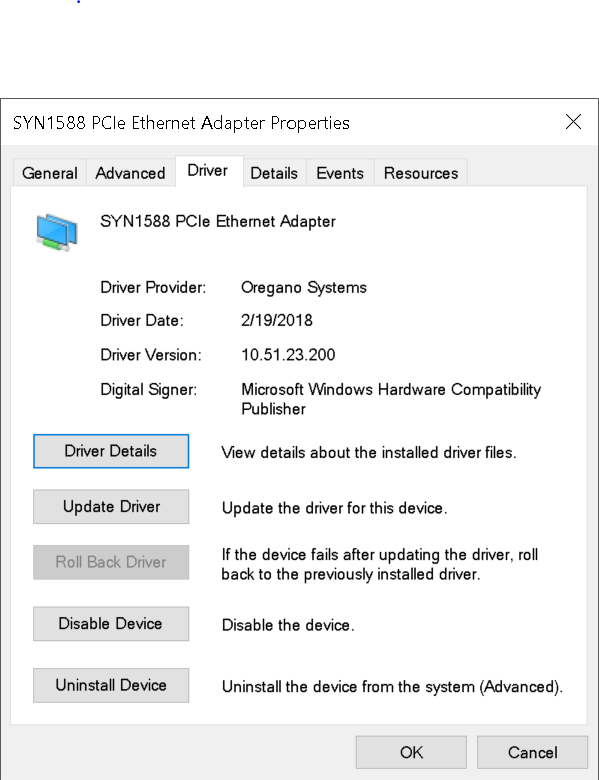 SYN1588 PCIe Ethernet Adapter Properties
General Advanced Driver Details Events Resources
SYN1588 PCIe Ethernet Adapter
Driver Provider: Oregano Systems
Driver Date: 2/19/2018
Driver Version: 10.51.23.200
Digital Signer: Microsoft Windows Hardware Compatibility
Publisher
Driver Details View details about the installed driver files.
Update Driver Update the driver for this device.
Roll Back Driver If the device fails after updating the driver, roll
back to the previously installed driver.
Disable Device Disable the device.
Uninstall Device Uninstall the device from the system (Advanced).
OK Cancel